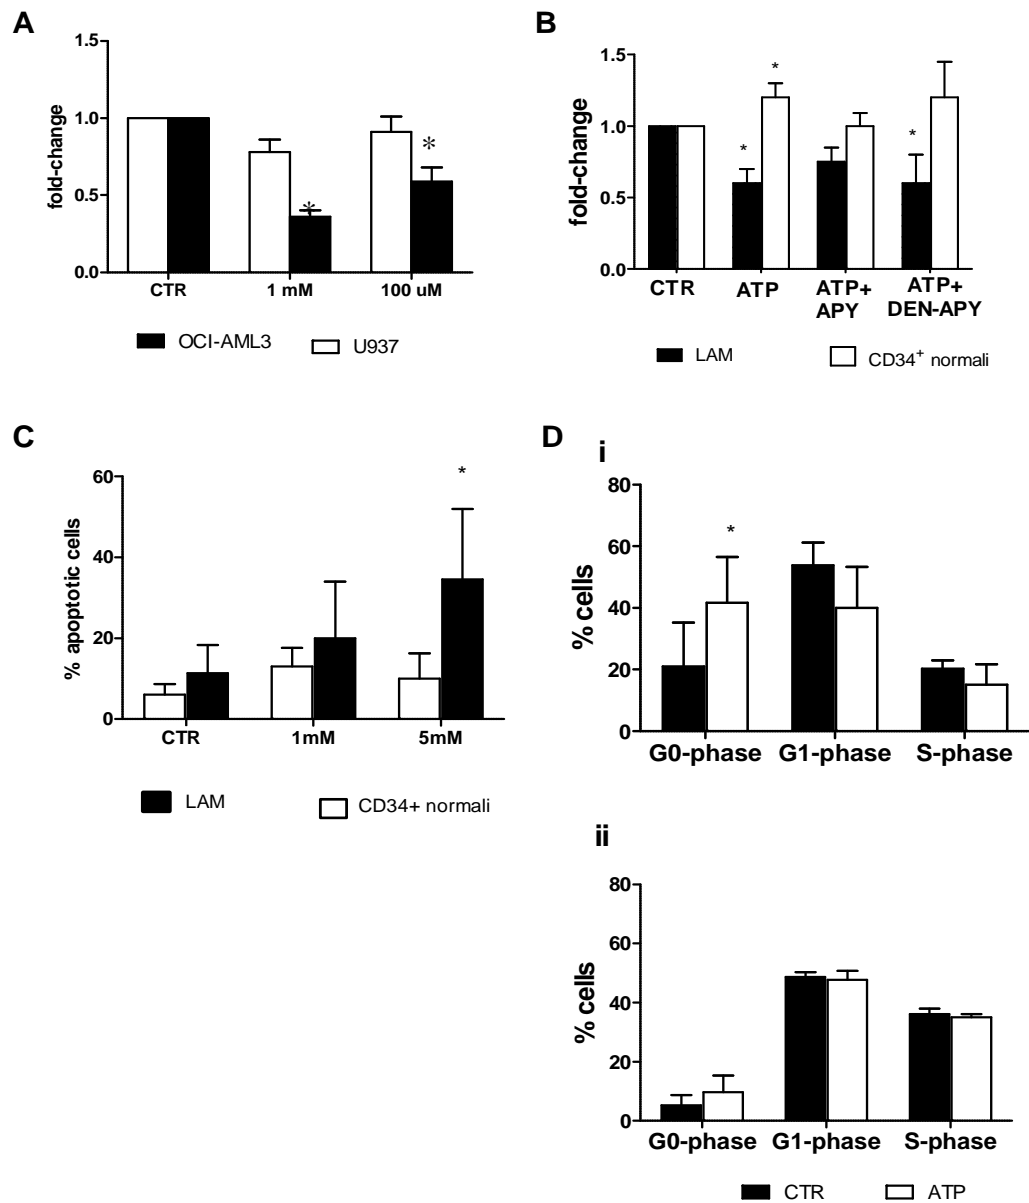 A
fold-change
1.5
1.0
0.5
0.0
*
*
CTR
1 mM
100 uM
OCI-AML3
U937
B
fold-change
1.5
1.0
0.5
0.0
*
*
*
CTR
ATP
ATP+
APY
ATP+
DEN-APY
LAM
CD34+ normali
C
% apoptotic cells
60
40
20
0
*
CTR
1mM
5mM
LAM
CD34+ normali
D
i
% cells
80
60
40
20
0
*
G0-phase
G1-phase
S-phase
ii
% cells
80
60
40
20
0
G0-phase
G1-phase
S-phase
CTR
ATP